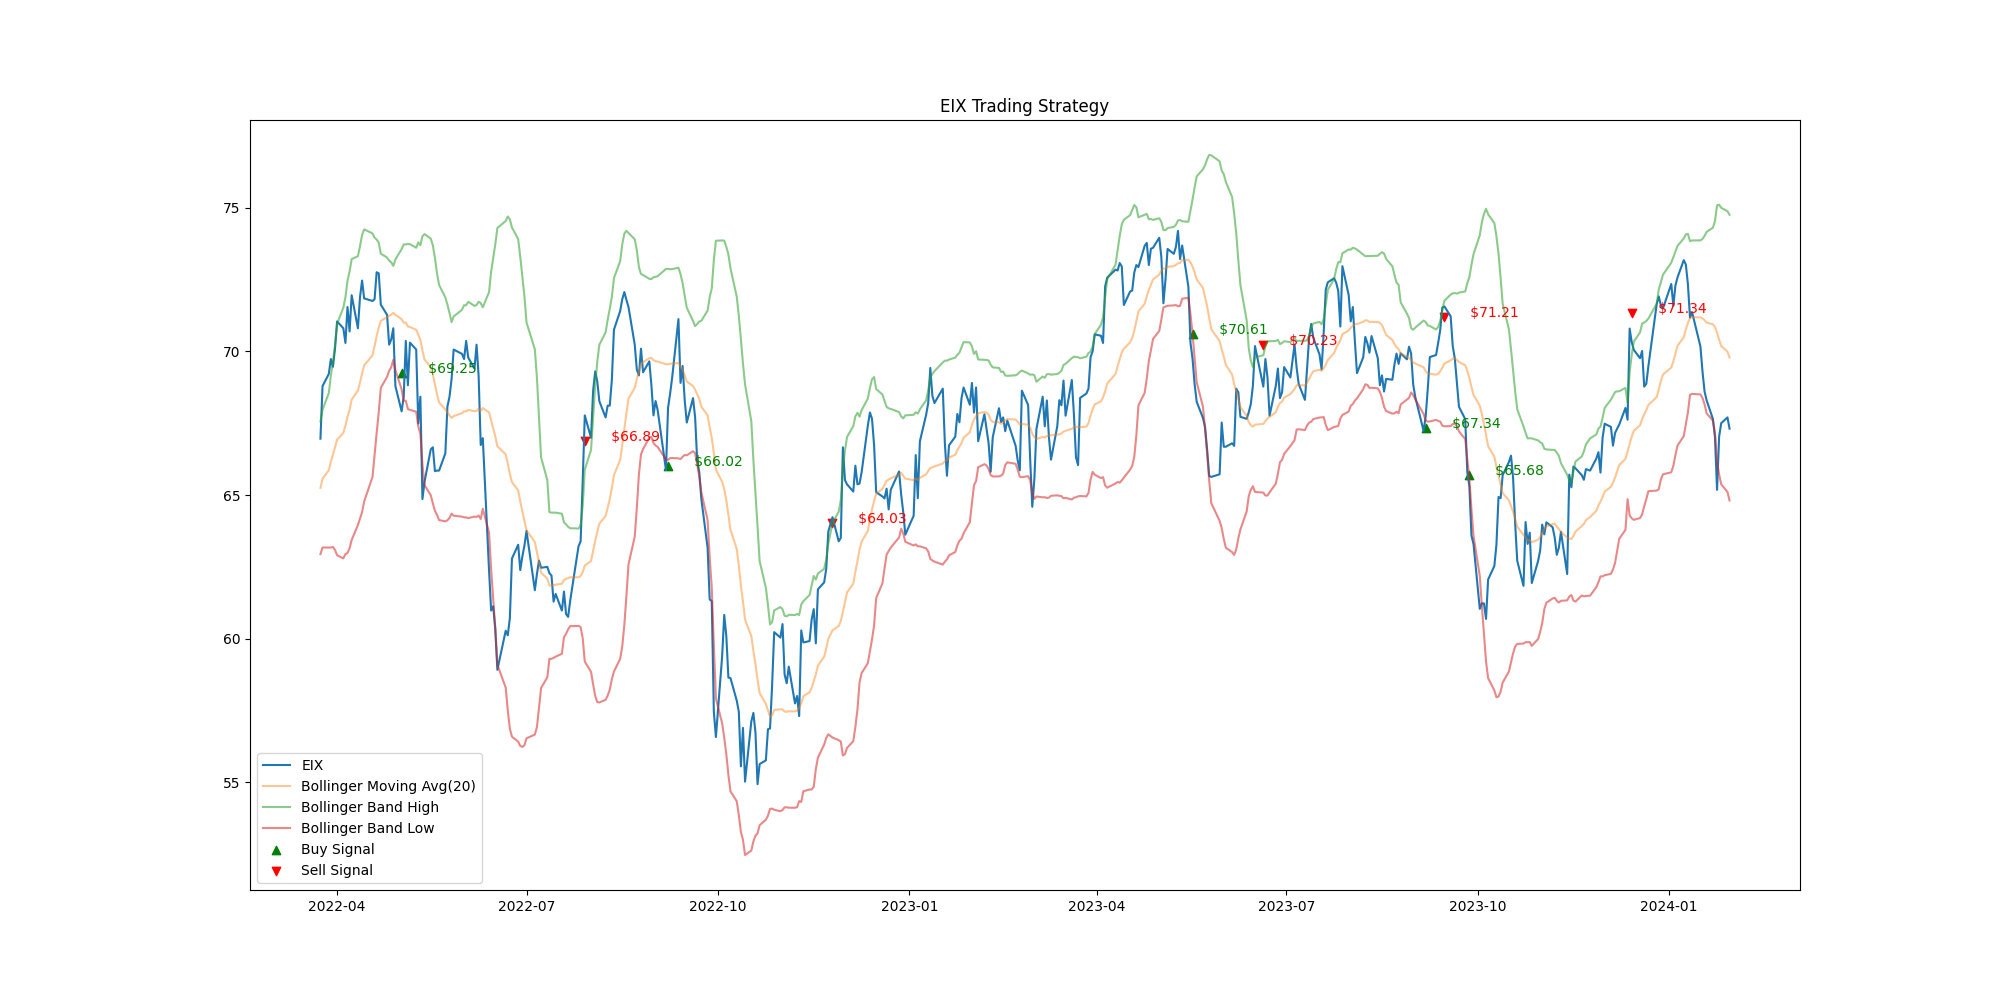 EIX Trading Strategy
75
70
65
60
55
$69.25
$66.89
$66.02
$64.03
$70.61
$70.23
$67.34
$71.21
$65.68
$71.34
EIX
Bollinger Moving Avg(20)
Bollinger Band High
Bollinger Band Low
Buy Signal
Sell Signal
2022-04 2022-07 2022-10 2023-01 2023-04 2023-07 2023-10 2024-01